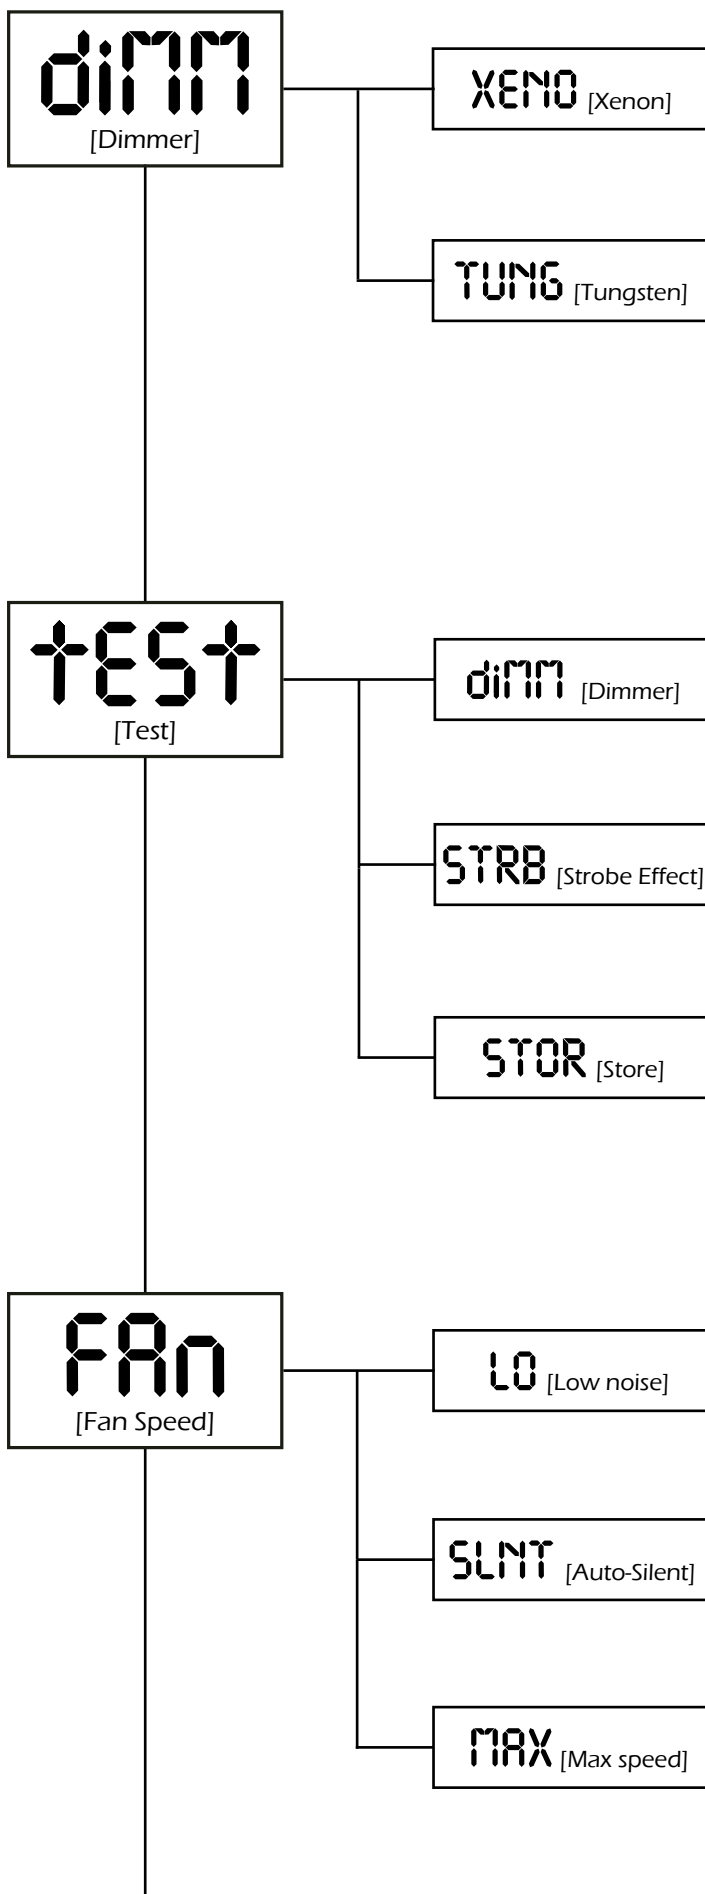 diMM
[Dimmer]
XENO [Xenon]
TUNG [Tungsten]
tESt
[Test]
diMM [Dimmer]
STRB [Strobe Effect]
STOR [Store]
FAn
[Fan Speed]
LO [Low noise]
SLNT [Auto-Silent]
MAX [Max speed]